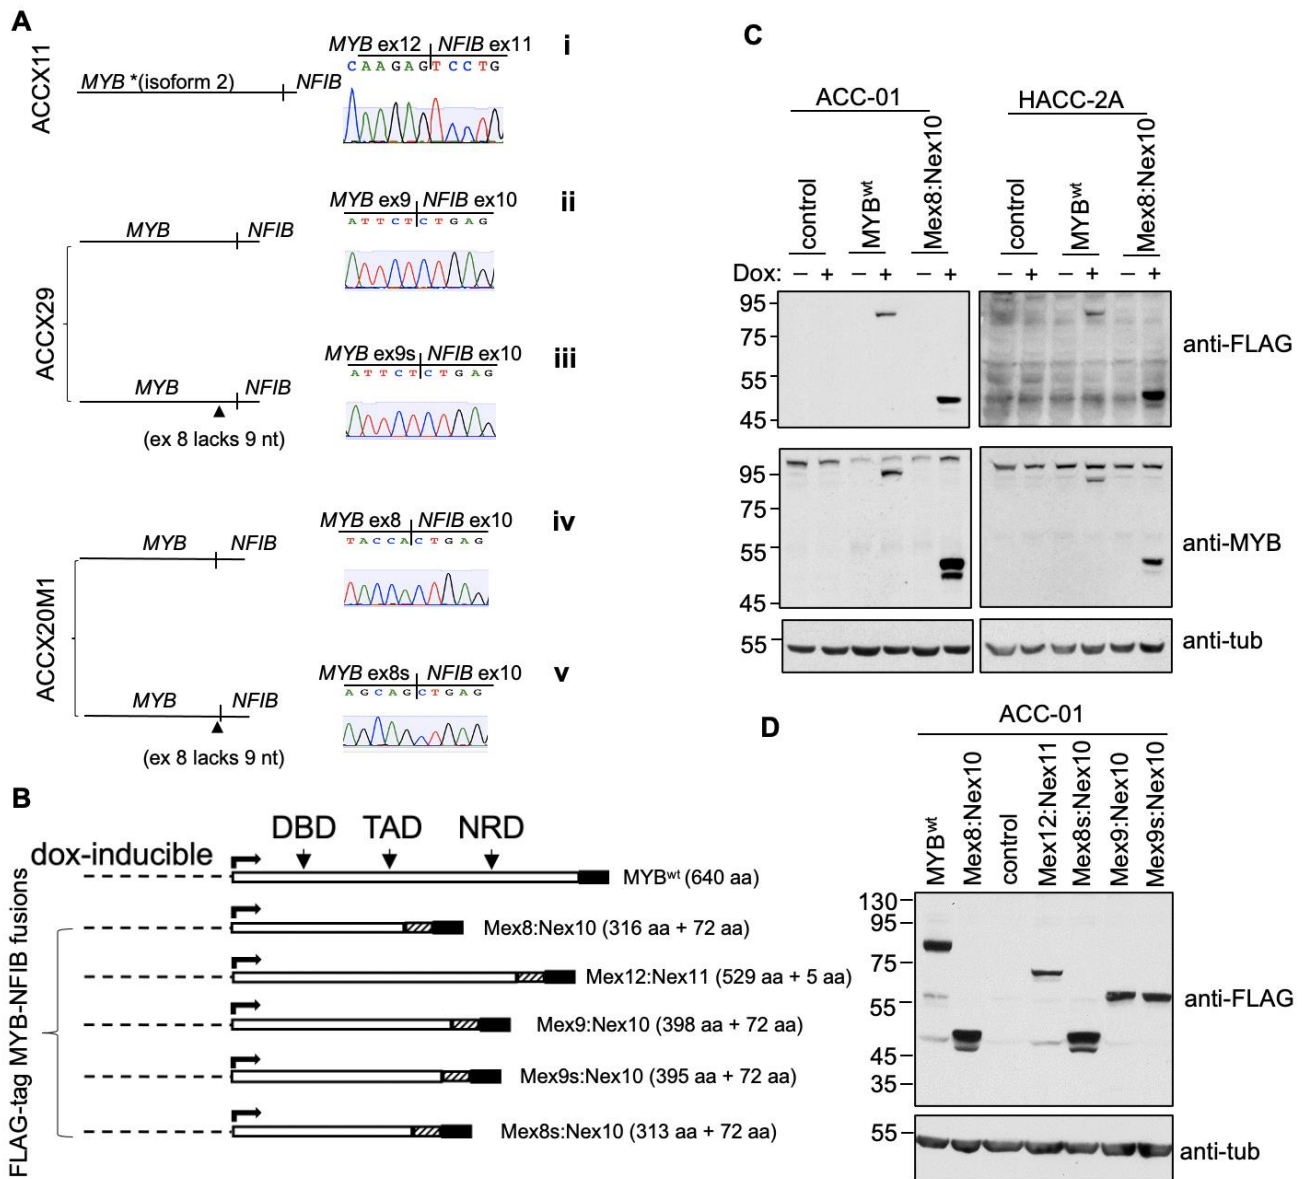 A
ACCX11
MYB *(isoform 2)
NFIB
MYB ex12 NFIB ex11
CAAGAGTCCTG
i
ACCX29
MYB NFIB
MYB ex9 NFIB ex10
ATTCTCTGAG
ii
MYB NFIB
(ex 8 lacks 9 nt)
MYB ex9s NFIB ex10
ATTCTCTGAG
iii
ACCX20M1
MYB NFIB
MYB ex8 NFIB ex10
TACCACTGAG
iv
MYB NFIB
(ex 8 lacks 9 nt)
MYB ex8s NFIB ex10
AGCAGCTGAG
v
B
FLAG-tag MYB-NFIB fusions
dox-inducible
DBD TAD NRD
MYBwt (640 aa)
Mex8:Nex10 (316 aa + 72 aa)
Mex12:Nex11 (529 aa + 5 aa)
Mex9:Nex10 (398 aa + 72 aa)
Mex9s:Nex10 (395 aa + 72 aa)
Mex8s:Nex10 (313 aa + 72 aa)
C
ACC-01 HACC-2A
control MYBwt Mex8:Nex10 control MYBwt Mex8:Nex10
Dox: – + – + – + – + – + – +
95
75
55
45
anti-FLAG
95
75
55
45
anti-MYB
55
anti-tub
D
ACC-01
MYBwt Mex8:Nex10 control Mex12:Nex11 Mex8s:Nex10 Mex9:Nex10 Mex9s:Nex10
130
95
75
55
45
35
anti-FLAG
55
anti-tub